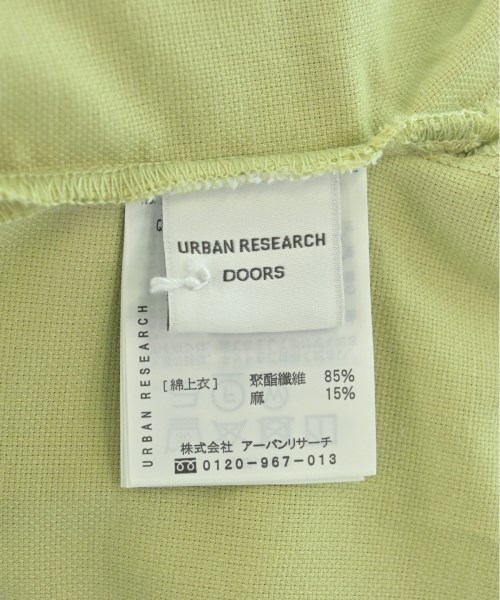 URBAN RESEARCH
DOORS
URBAN RESEARCH
[綿上衣] 聚酯纖維 85%
麻 15%
株式会社 アーバンリサーチ
0120-967-013